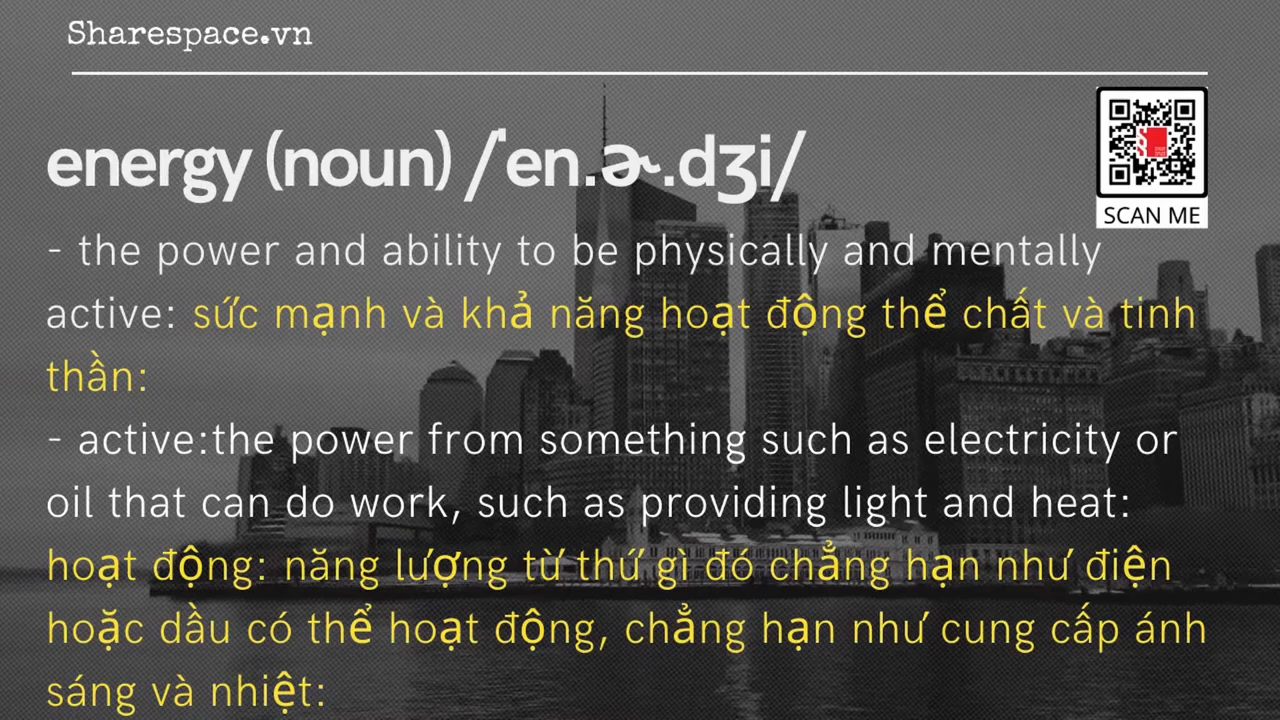 Sharespace.vn
SCAN ME
energy (noun) /ˈen.ɚ.dʒi/
- the power and ability to be physically and mentally
active: sức mạnh và khả năng hoạt động thể chất và tinh
thần:
- active:the power from something such as electricity or
oil that can do work, such as providing light and heat:
hoạt động: năng lượng từ thứ gì đó chẳng hạn như điện
hoặc dầu có thể hoạt động, chẳng hạn như cung cấp ánh
sáng và nhiệt: